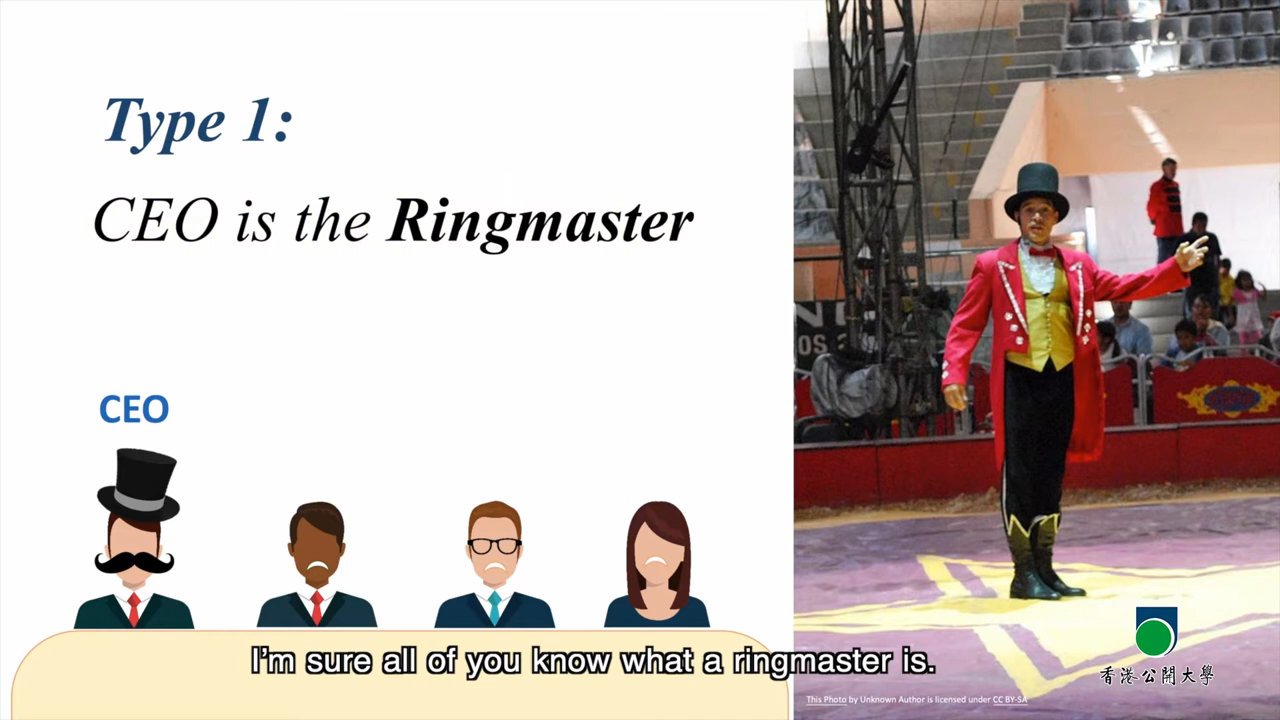 Type 1:
CEO is the Ringmaster
CEO
I'm sure all of you know what a ringmaster is.
香港公開大學
This Photo by Unknown Author is licensed under CC BY-SA